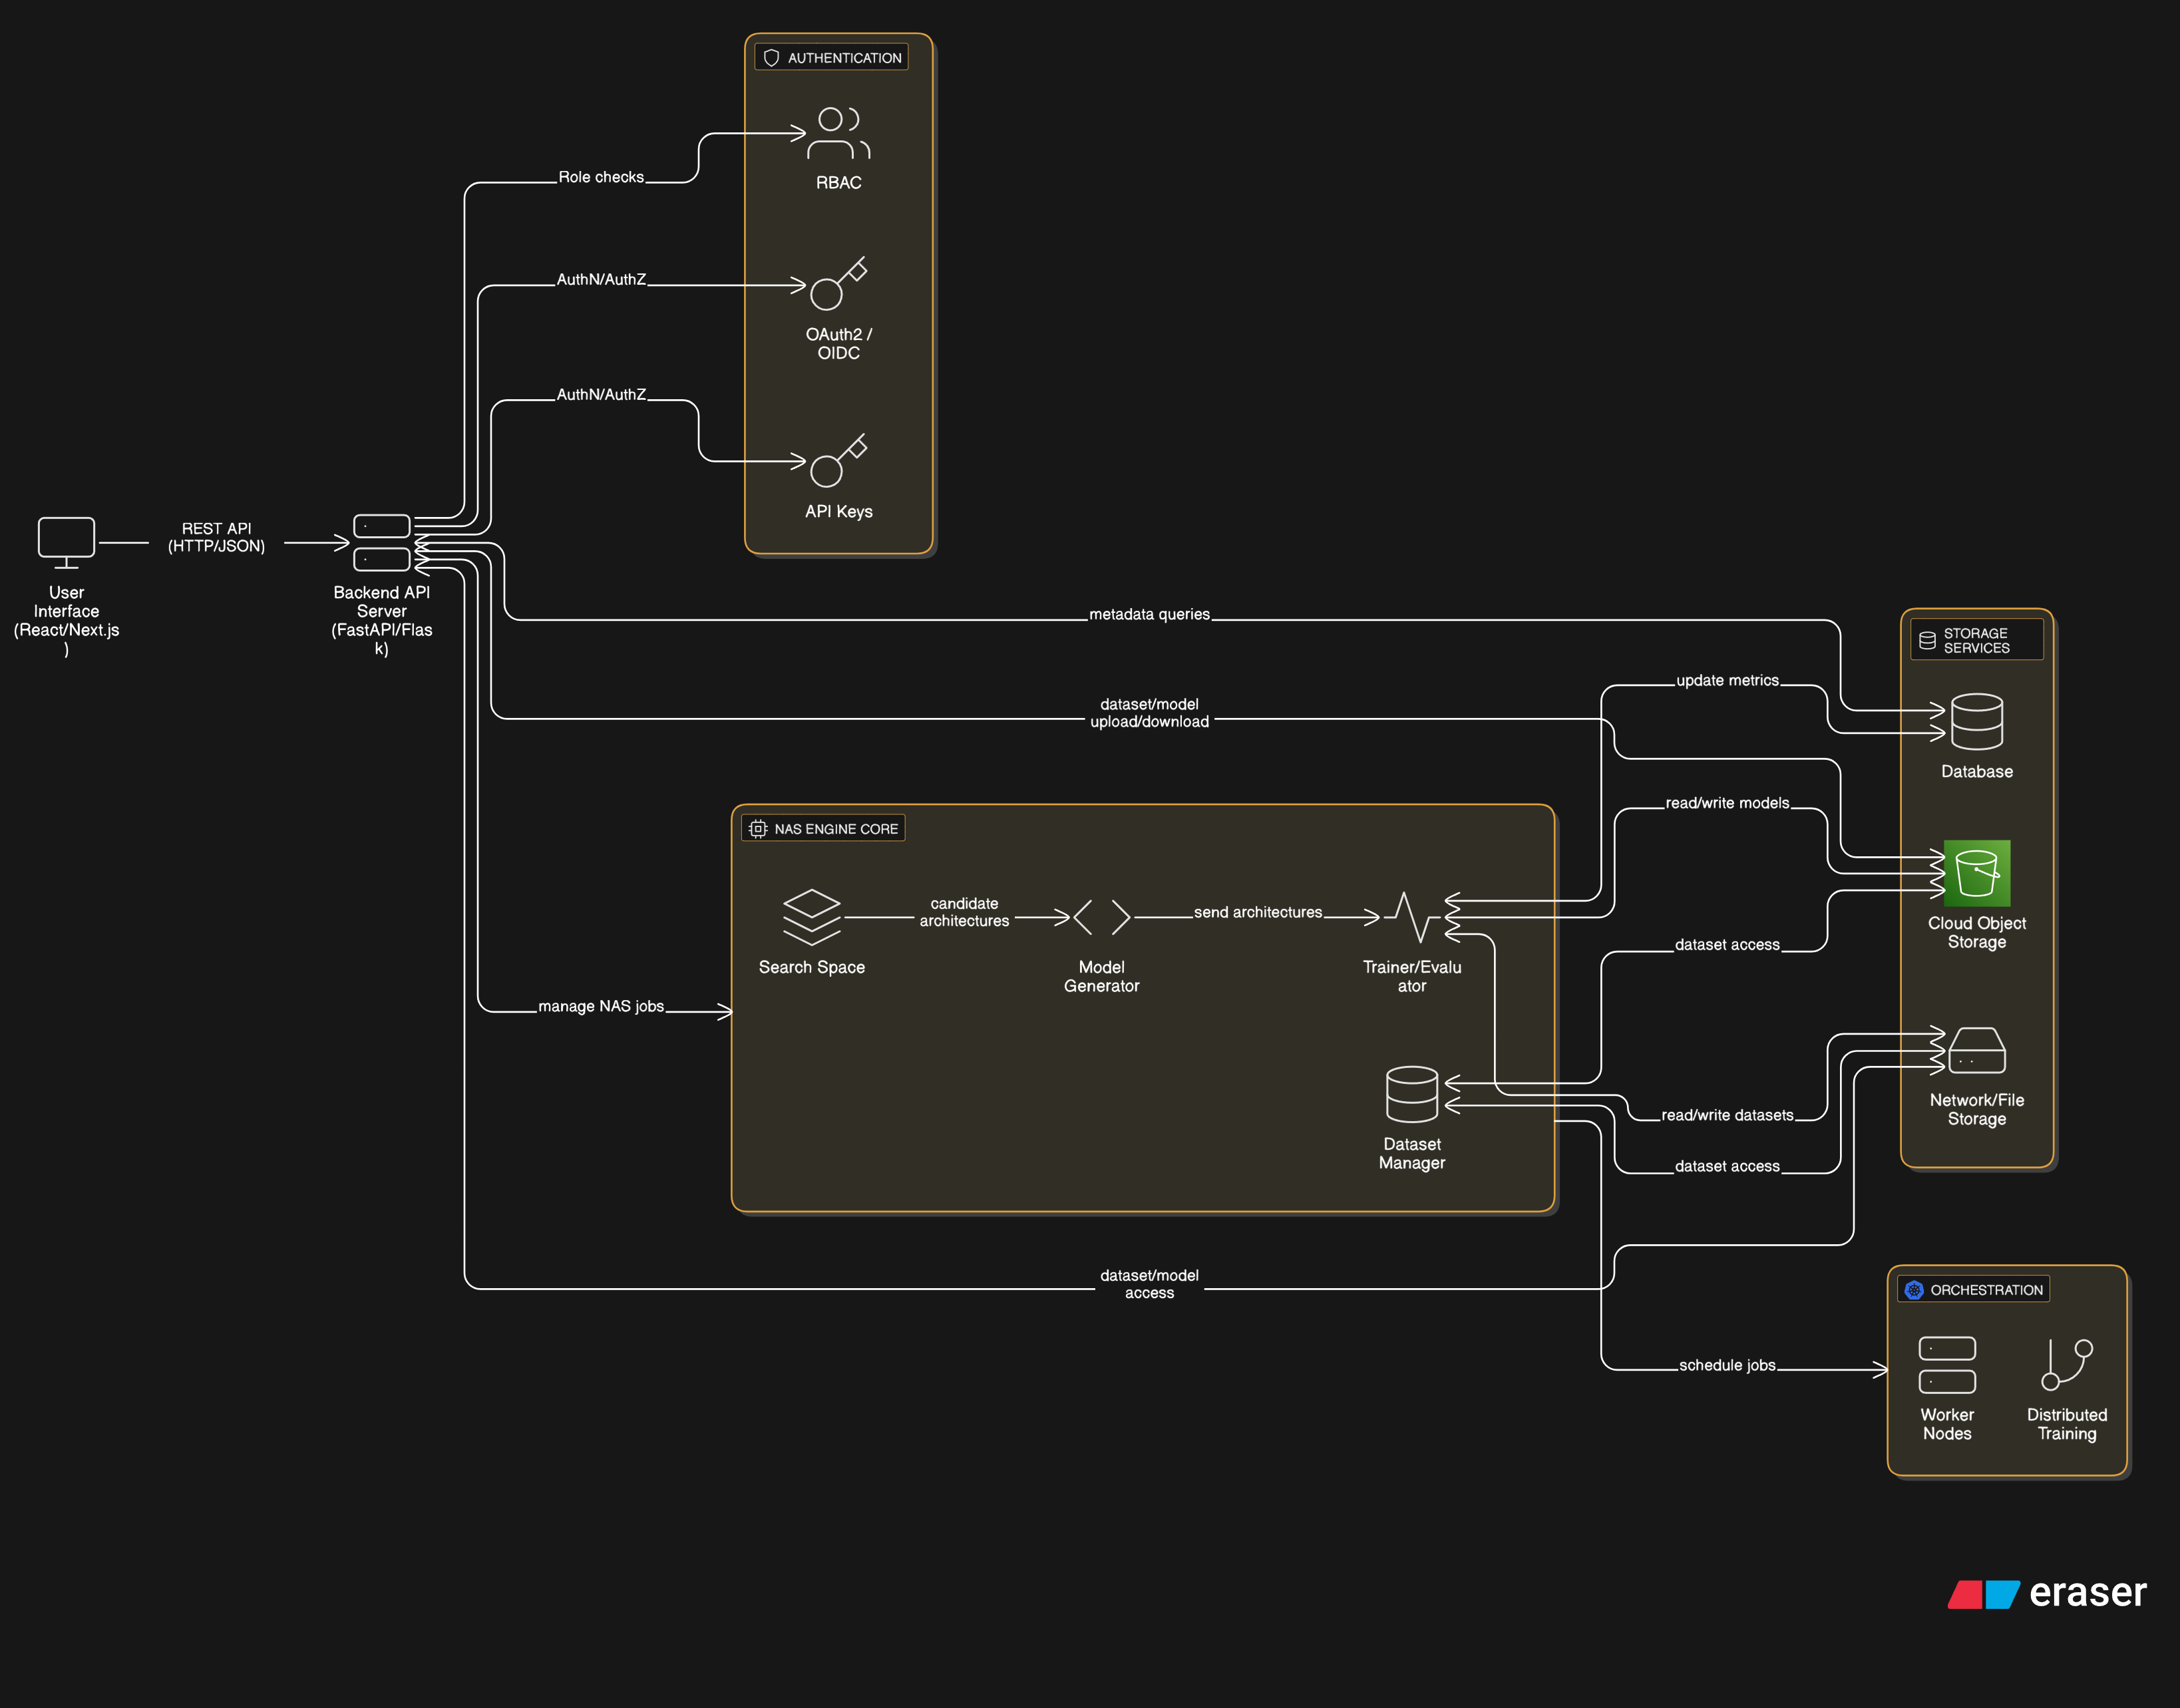 AUTHENTICATION
RBAC
Role checks
AuthN/AuthZ
OAuth2 /
OIDC
AuthN/AuthZ
API Keys
REST API
(HTTP/JSON)
User
Interface
(React/Next.js
)
Backend API
Server
(FastAPI/Flas
k)
metadata queries
STORAGE
SERVICES
update metrics
dataset/model
upload/download
Database
read/write models
NAS ENGINE CORE
candidate
architectures
send architectures
Search Space
Model
Generator
Trainer/Evalu
ator
Cloud Object
Storage
dataset access
manage NAS jobs
Dataset
Manager
read/write datasets
Network/File
Storage
dataset access
dataset/model
access
ORCHESTRATION
schedule jobs
Worker
Nodes
Distributed
Training
eraser